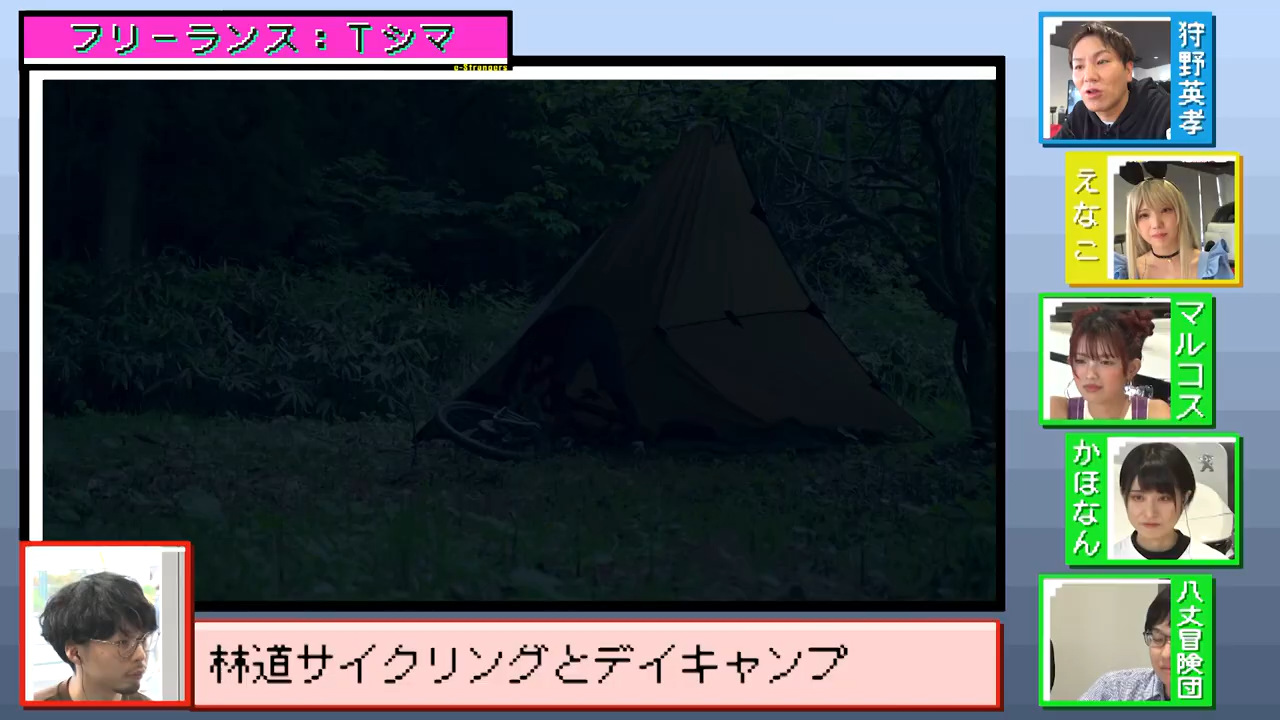 フリーランス：Tシマ
e-Strangers
狩野英孝
えなこ
マルコス
かほなん
八丈冒険団
林道サイクリングとデイキャンプ